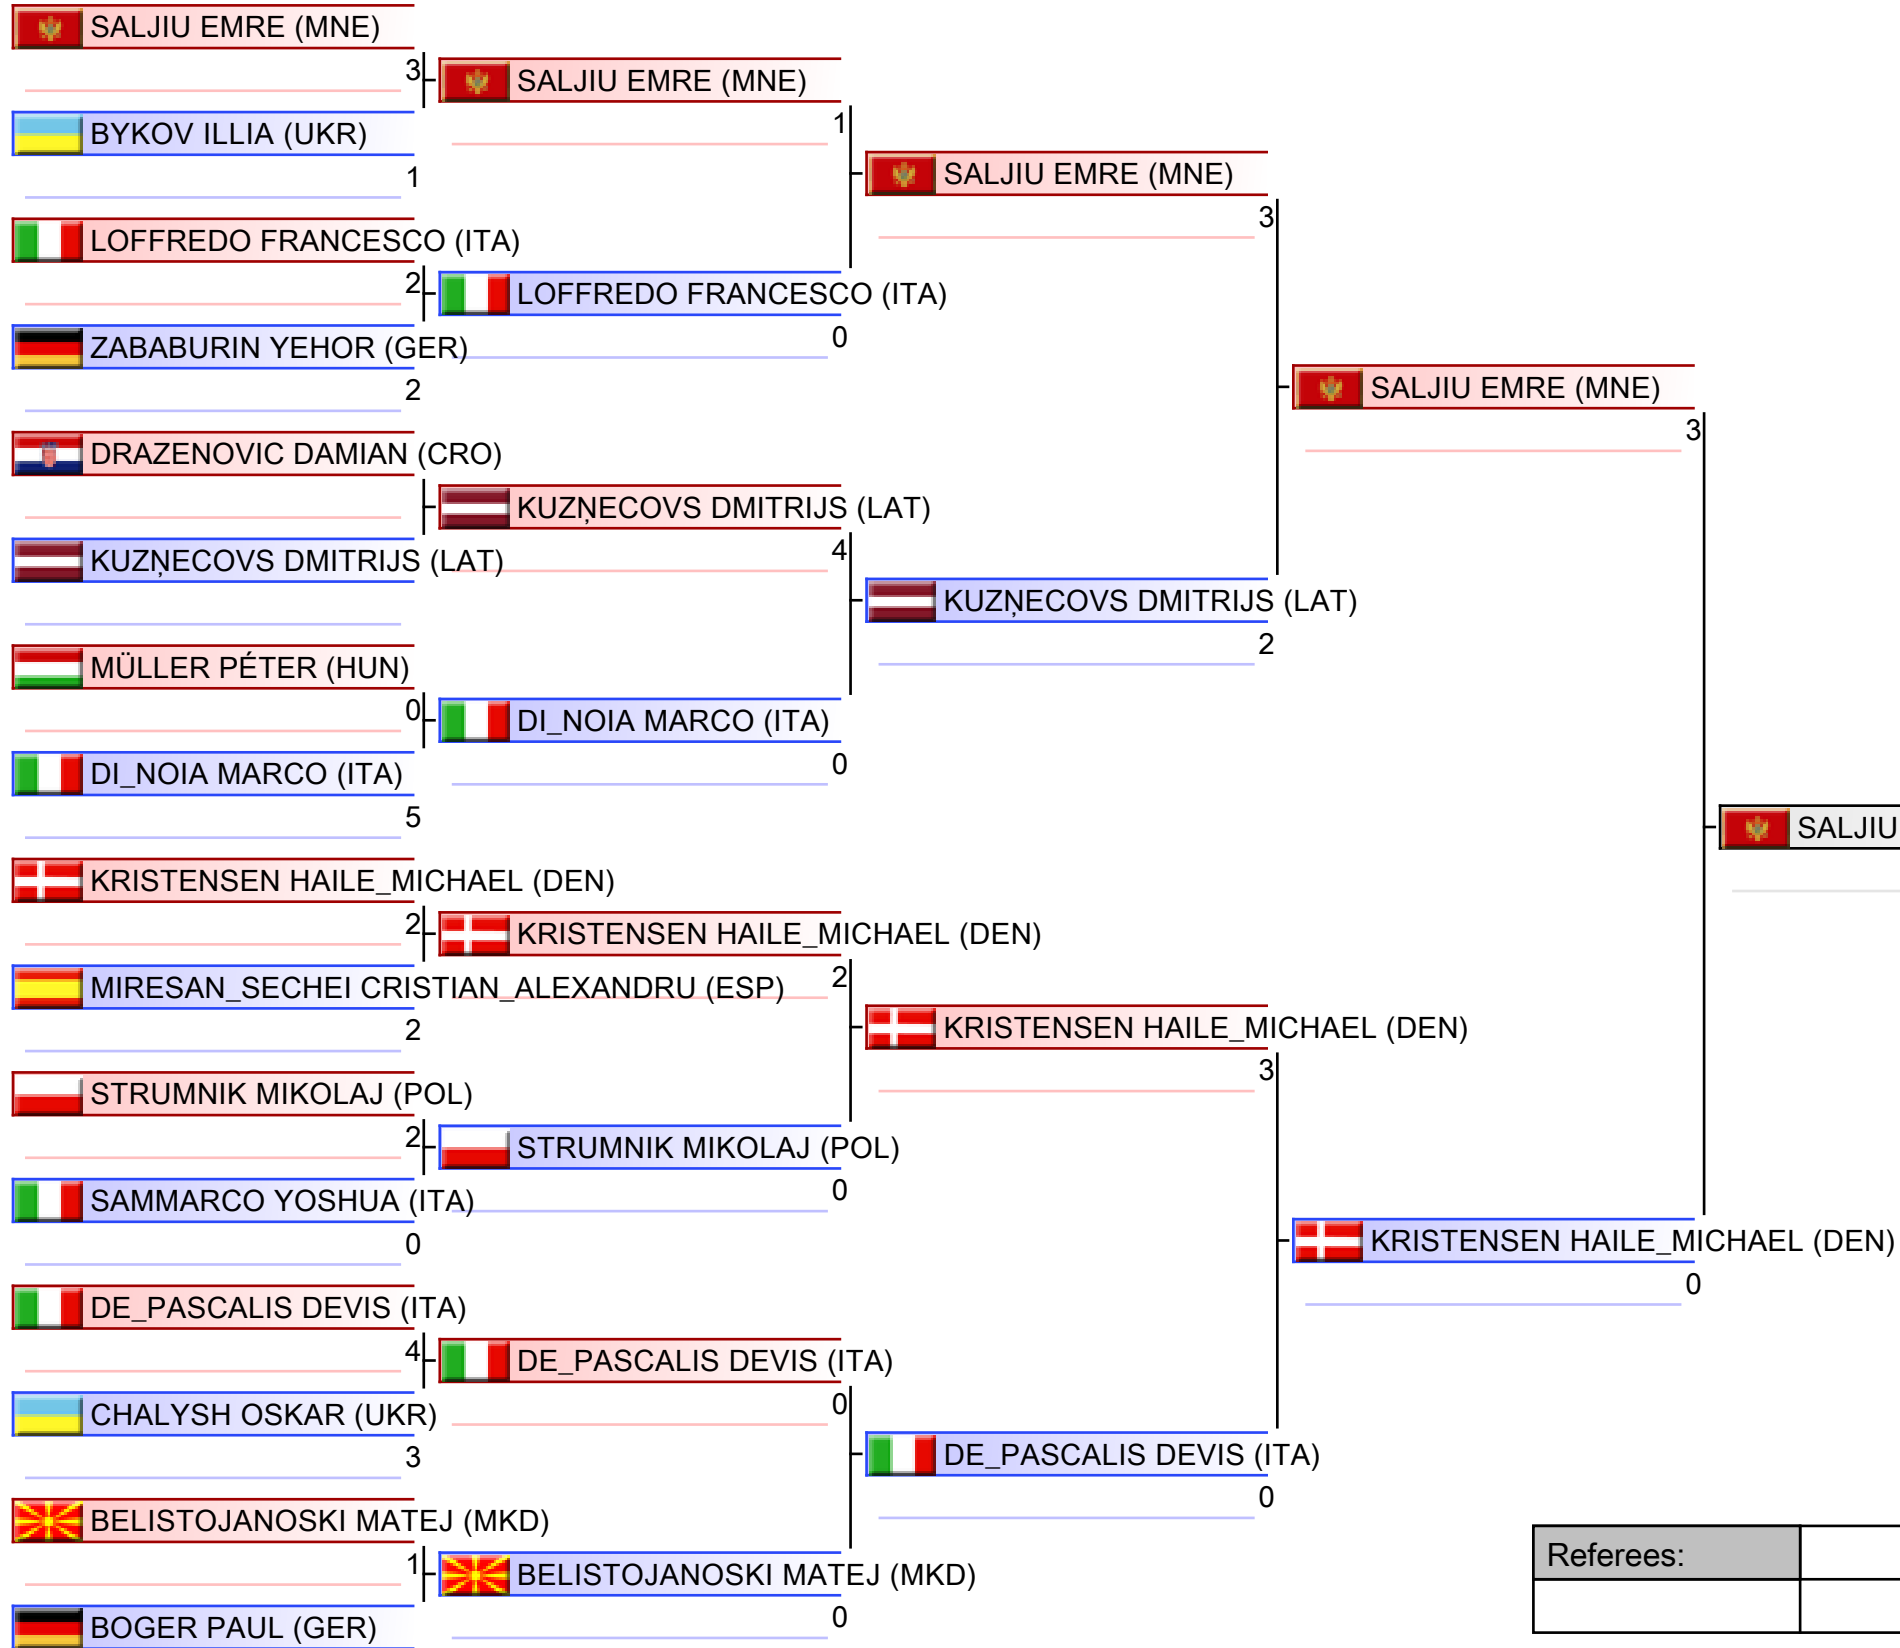 SALJIU EMRE (MNE)
3
BYKOV ILLIA (UKR)
1
LOFFREDO FRANCESCO (ITA)
2
ZABABURIN YEHOR (GER)
2
DRAZENOVIC DAMIAN (CRO)
KUZŅECOVS DMITRIJS (LAT)
MÜLLER PÉTER (HUN)
0
DI_NOIA MARCO (ITA)
5
KRISTENSEN HAILE_MICHAEL (DEN)
2
MIRESAN_SECHEI CRISTIAN_ALEXANDRU (ESP)
2
STRUMNIK MIKOLAJ (POL)
2
SAMMARCO YOSHUA (ITA)
0
DE_PASCALIS DEVIS (ITA)
4
CHALYSH OSKAR (UKR)
3
BELISTOJANOSKI MATEJ (MKD)
1
BOGER PAUL (GER)
SALJIU EMRE (MNE)
1
LOFFREDO FRANCESCO (ITA)
0
KUZŅECOVS DMITRIJS (LAT)
4
DI_NOIA MARCO (ITA)
0
KRISTENSEN HAILE_MICHAEL (DEN)
2
STRUMNIK MIKOLAJ (POL)
0
DE_PASCALIS DEVIS (ITA)
0
BELISTOJANOSKI MATEJ (MKD)
0
SALJIU EMRE (MNE)
3
KUZŅECOVS DMITRIJS (LAT)
2
KRISTENSEN HAILE_MICHAEL (DEN)
3
DE_PASCALIS DEVIS (ITA)
0
SALJIU EMRE (MNE)
3
KRISTENSEN HAILE_MICHAEL (DEN)
0
SALJIU
Referees: